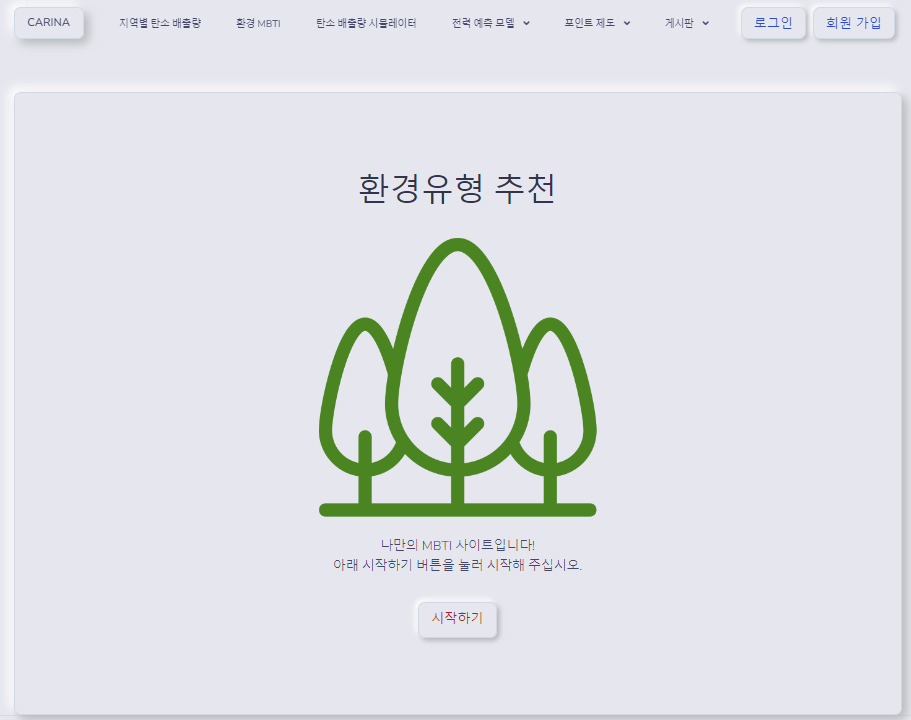 CARINA 지역별 탄소 배출량 환경 MBTI 탄소 배출량 시뮬레이터 전력 예측 모델 포인트 제도 게시판 로그인 회원 가입
환경유형 추천
나만의 MBTI 사이트입니다!
아래 시작하기 버튼을 눌러 시작해 주십시오.
시작하기